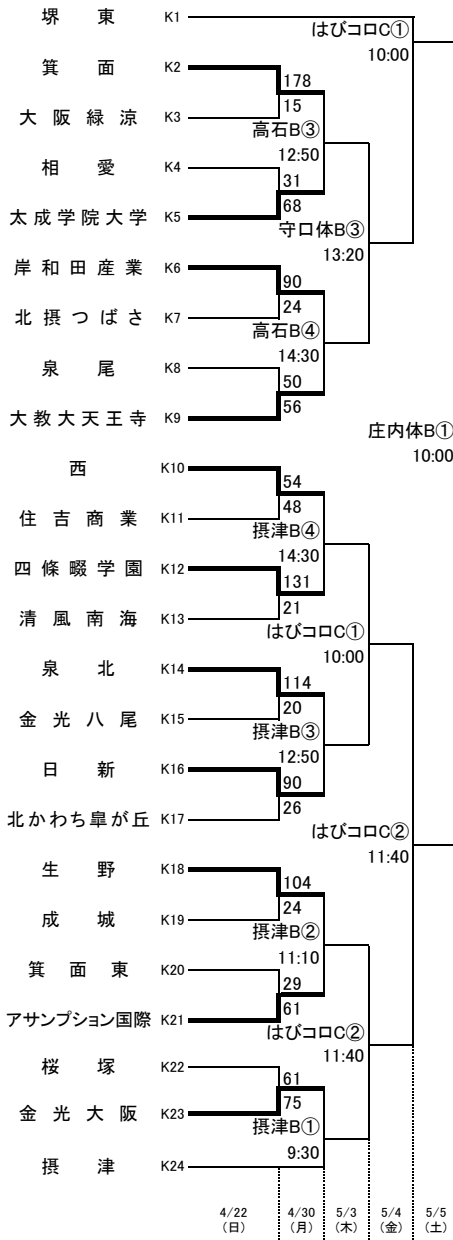 堺東 K1
はびコロC①
10:00
箕面 K2
178
15
大阪緑涼 K3
高石B③
12:50
相愛 K4
31
68
太成学院大学 K5
守口体B③
13:20
岸和田産業 K6
90
24
北摂つばさ K7
高石B④
14:30
泉尾 K8
50
56
大教大天王寺 K9
庄内体B①
10:00
西 K10
54
48
住吉商業 K11
摂津B④
14:30
四條畷学園 K12
131
21
清風南海 K13
はびコロC①
10:00
泉北 K14
114
20
金光八尾 K15
摂津B③
12:50
日新 K16
90
26
北かわち皐が丘 K17
はびコロC②
11:40
生野 K18
104
24
成城 K19
摂津B②
11:10
箕面東 K20
29
61
アサンプション国際 K21
はびコロC②
11:40
桜塚 K22
61
75
金光大阪 K23
摂津B①
9:30
摂津 K24
4/22 4/30 5/3 5/4 5/5
(日) (月) (木) (金) (土)